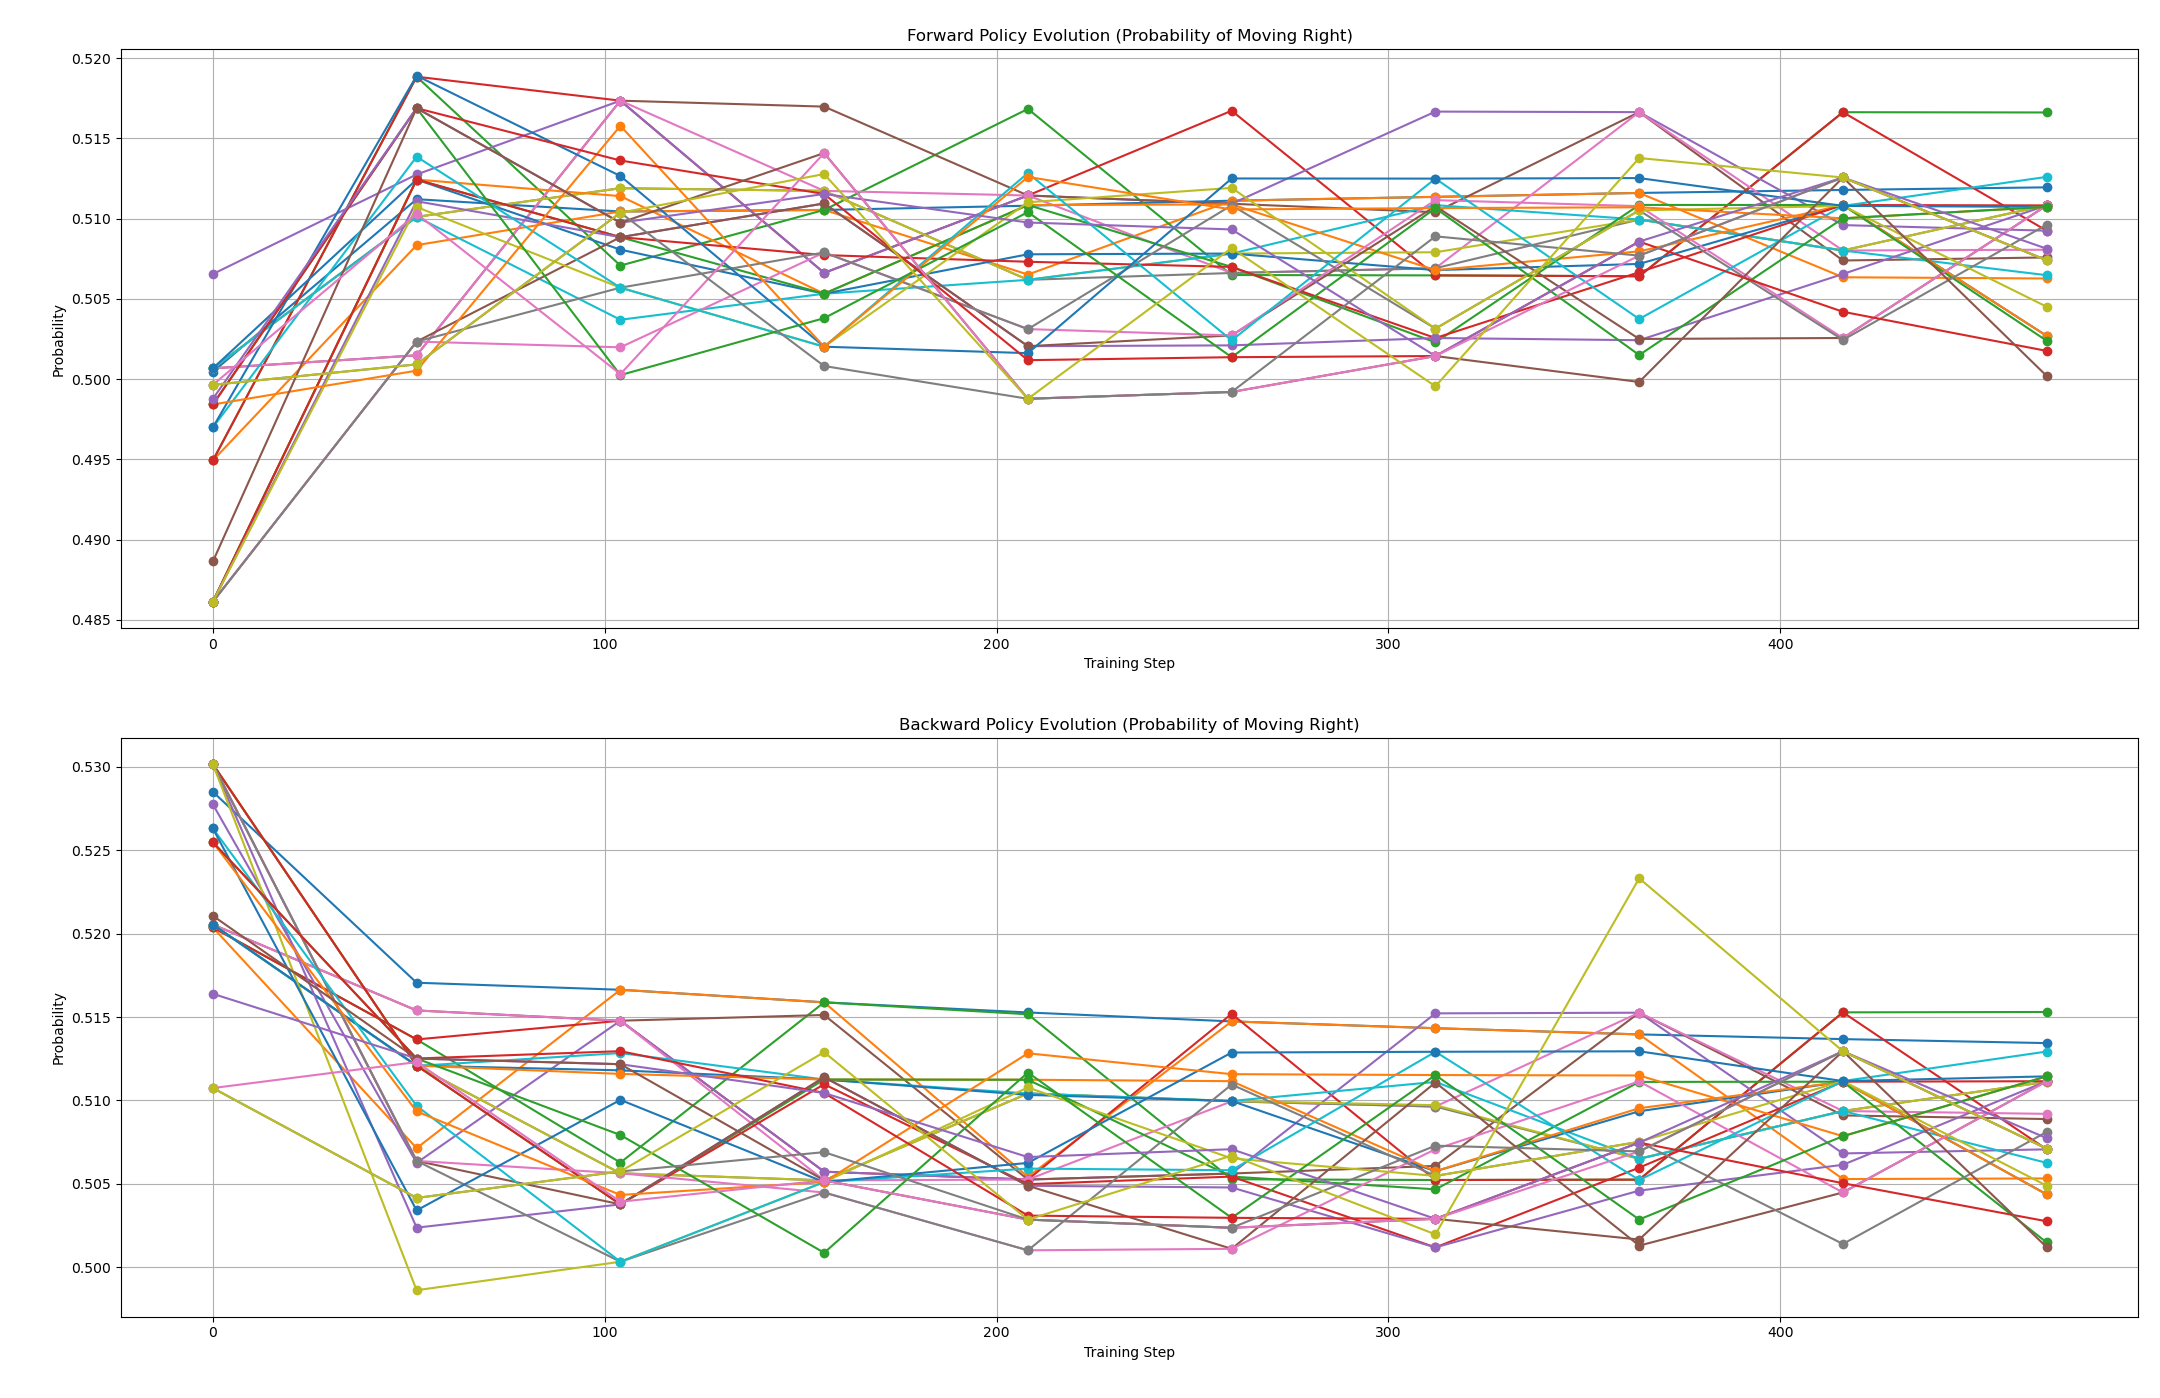 Forward Policy Evolution (Probability of Moving Right)
0.520
0.515
0.510
0.505
0.500
0.495
0.490
0.485
Probability
0 100 200 300 400
Training Step
Backward Policy Evolution (Probability of Moving Right)
0.530
0.525
0.520
0.515
0.510
0.505
0.500
Probability
0 100 200 300 400
Training Step